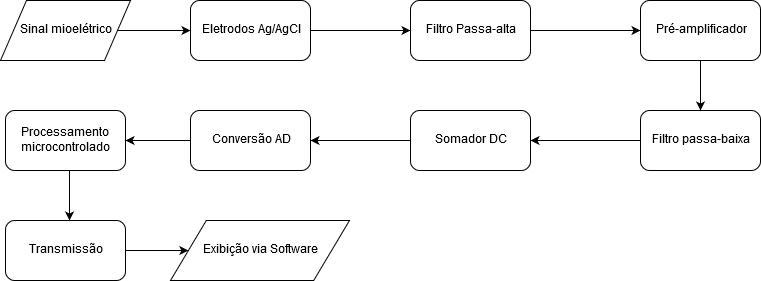 Sinal mioelétrico
Eletrodos Ag/AgCl
Filtro Passa-alta
Pré-amplificador
Filtro passa-baixa
Somador DC
Conversão AD
Processamento
microcontrolado
Transmissão
Exibição via Software